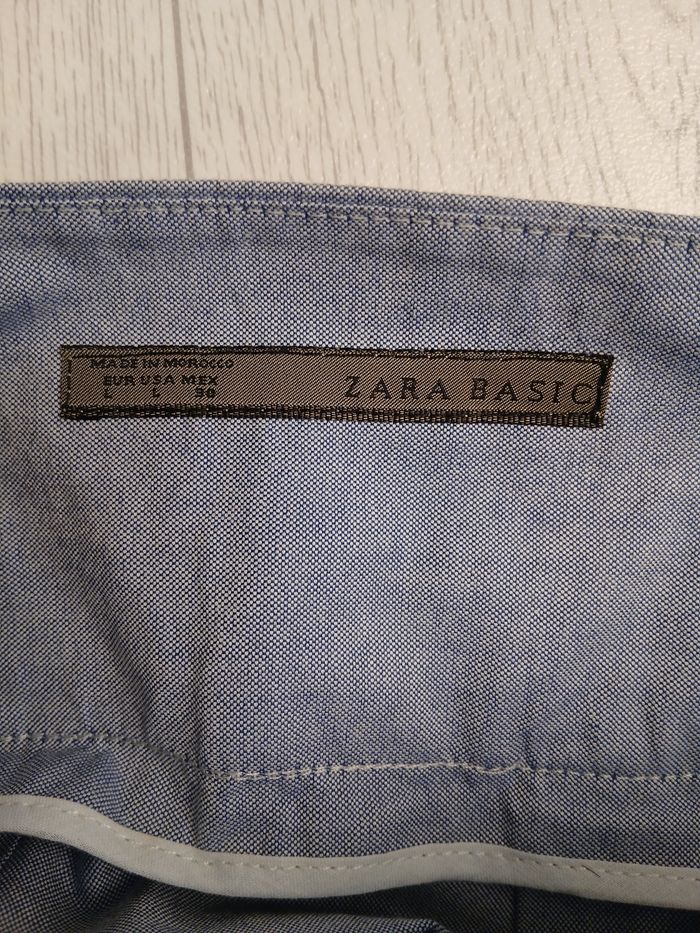 MADE IN MOROCCO
EUR USA MEX
L L 30
ZARA BASIC